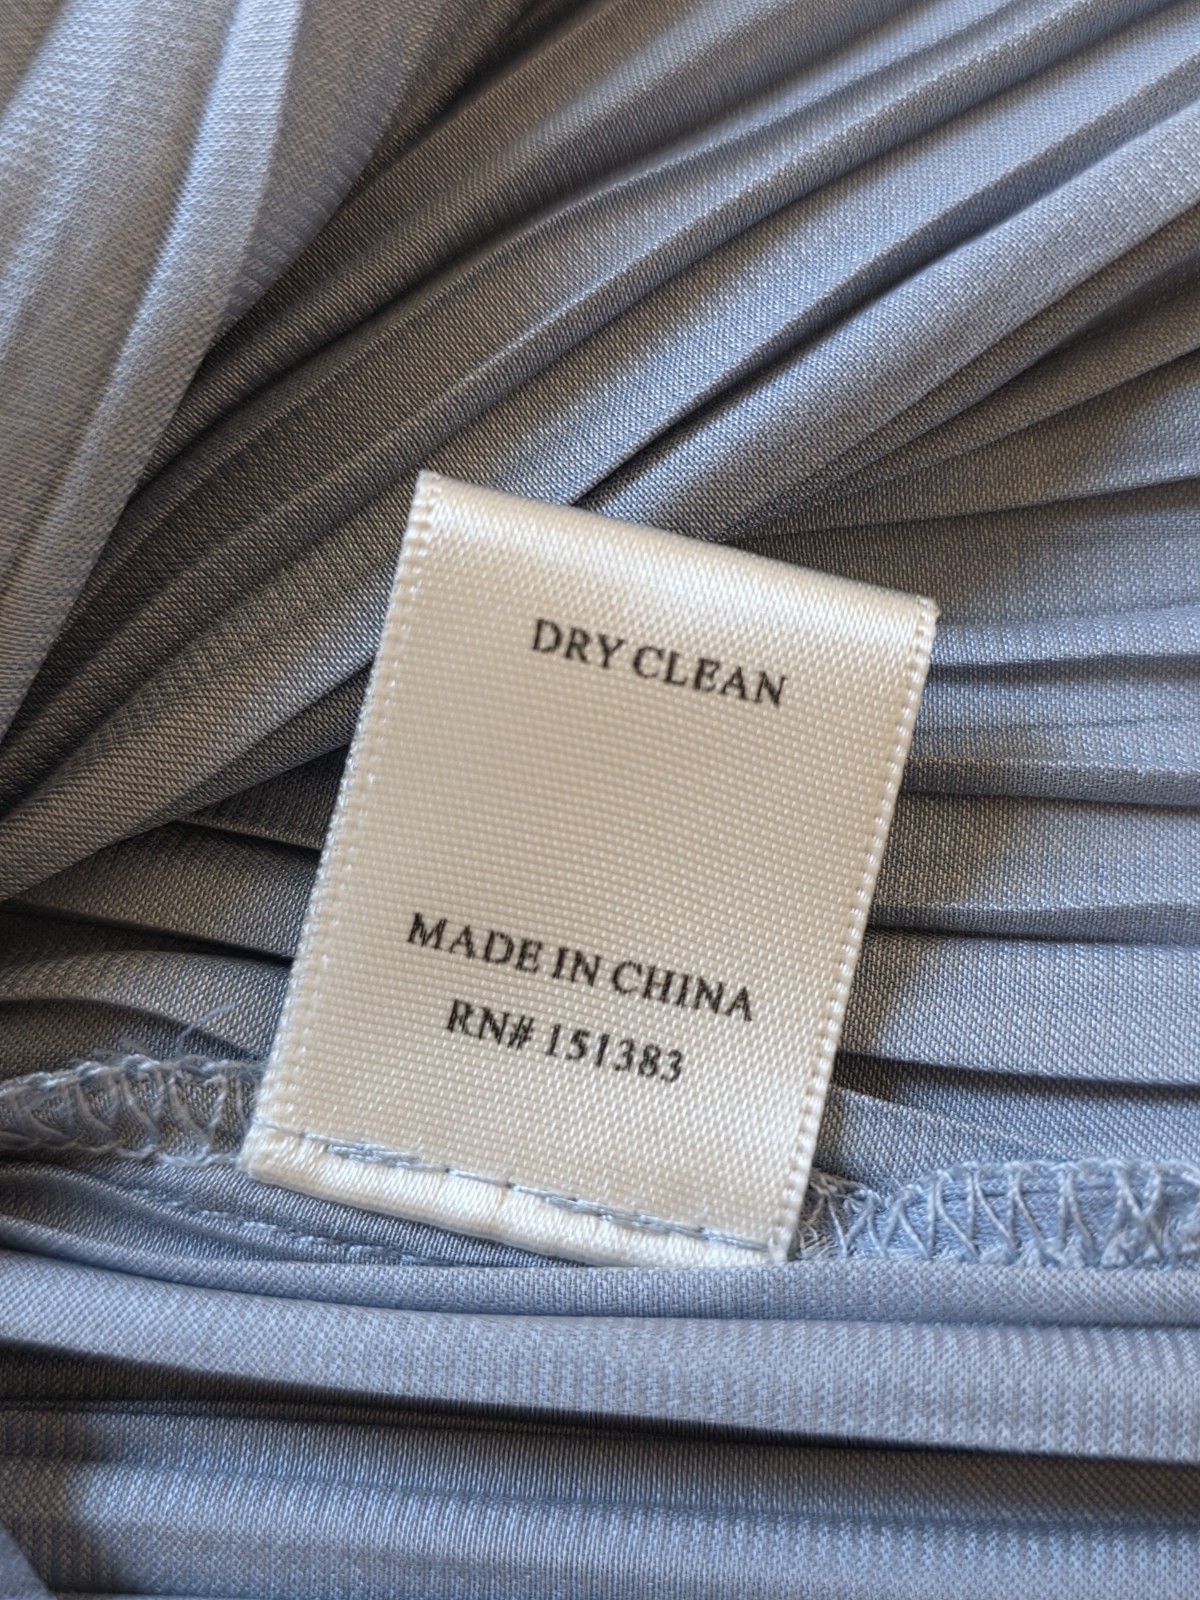 DRY CLEAN
MADE IN CHINA
RN# 151383